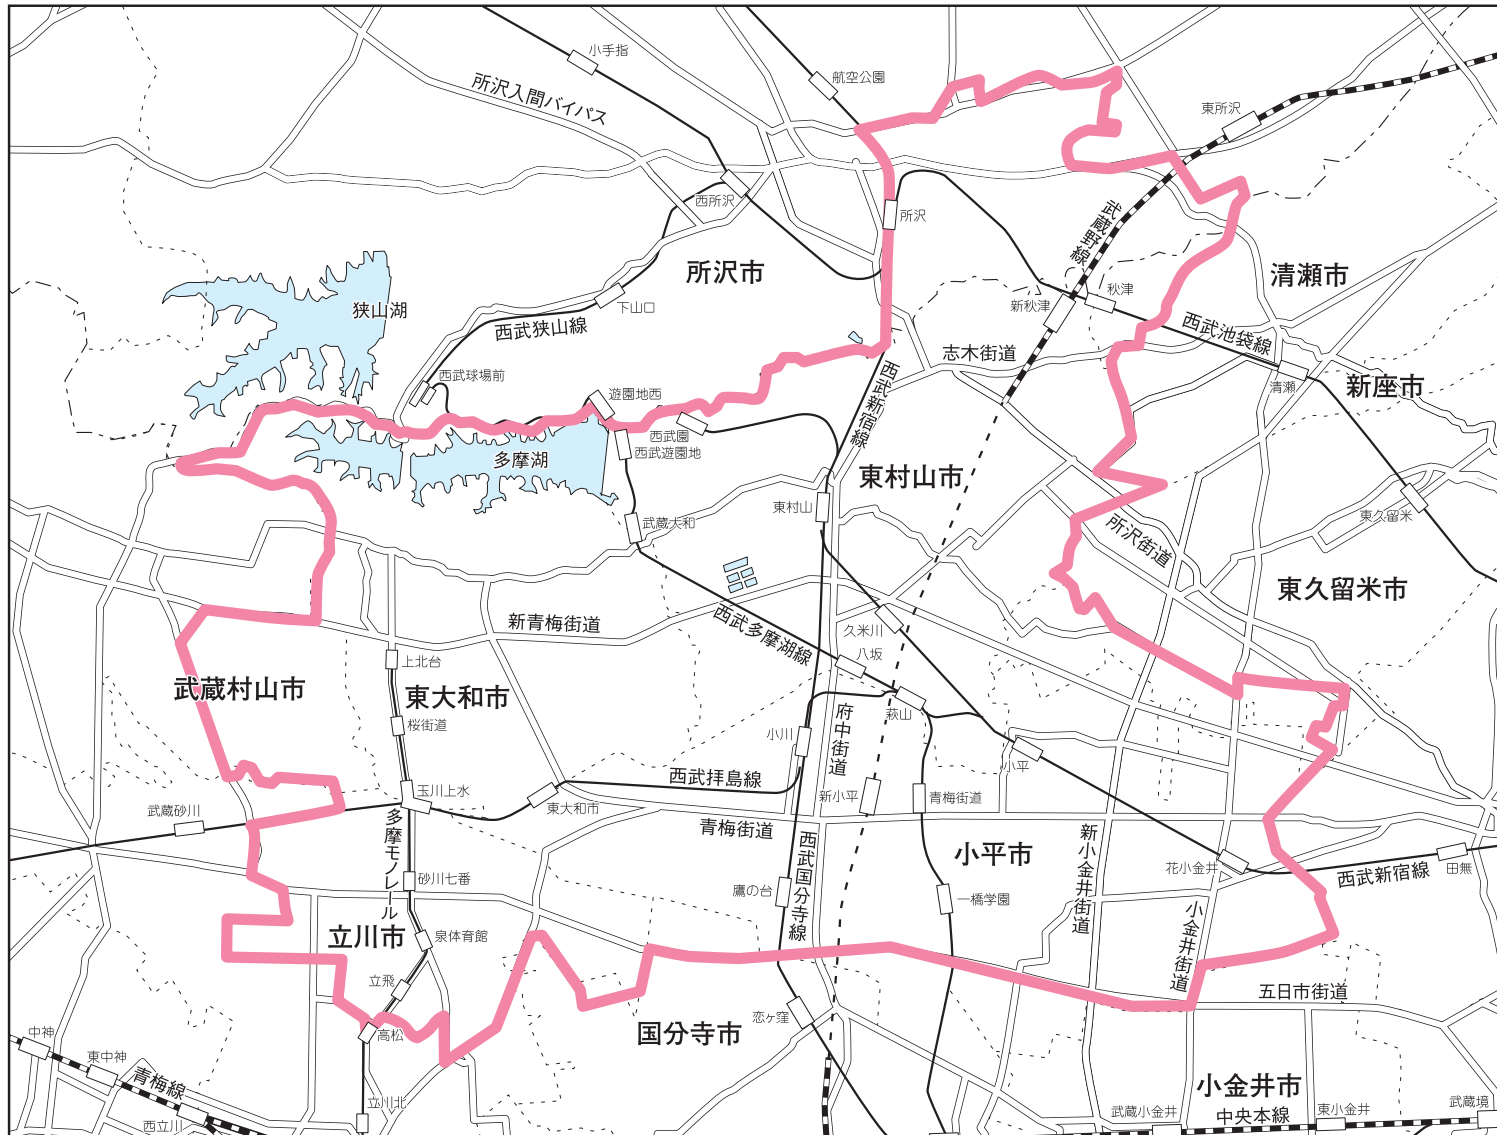 小手指
航空公園
所沢入間バイパス
東所沢
西所沢
所沢
武蔵野線
所沢市
清瀬市
狭山湖
下山口
新秋津
秋津
西武狭山線
西武池袋線
志木街道
西武球場前
西武新宿線
清瀬
新座市
遊園地西
西武園
西武遊園地
多摩湖
東村山市
東村山
武蔵大和
所沢街道
東久留米
東久留米市
新青梅街道
西武多摩湖線
久米川
八坂
上北台
武蔵村山市
東大和市
萩山
府中街道
桜街道
小川
小平
西武拝島線
玉川上水
新小平
青梅街道
武蔵砂川
東大和市
多摩モノレール
青梅街道
西武国分寺線
新小金井街道
小平市
花小金井
西武新宿線
田無
砂川七番
鷹の台
一橋学園
小金井街道
立川市
泉体育館
立飛
五日市街道
高松
国分寺市
恋ヶ窪
中神
東中神
青梅線
小金井市
立川北
西立川
武蔵小金井
中央本線
東小金井
武蔵境